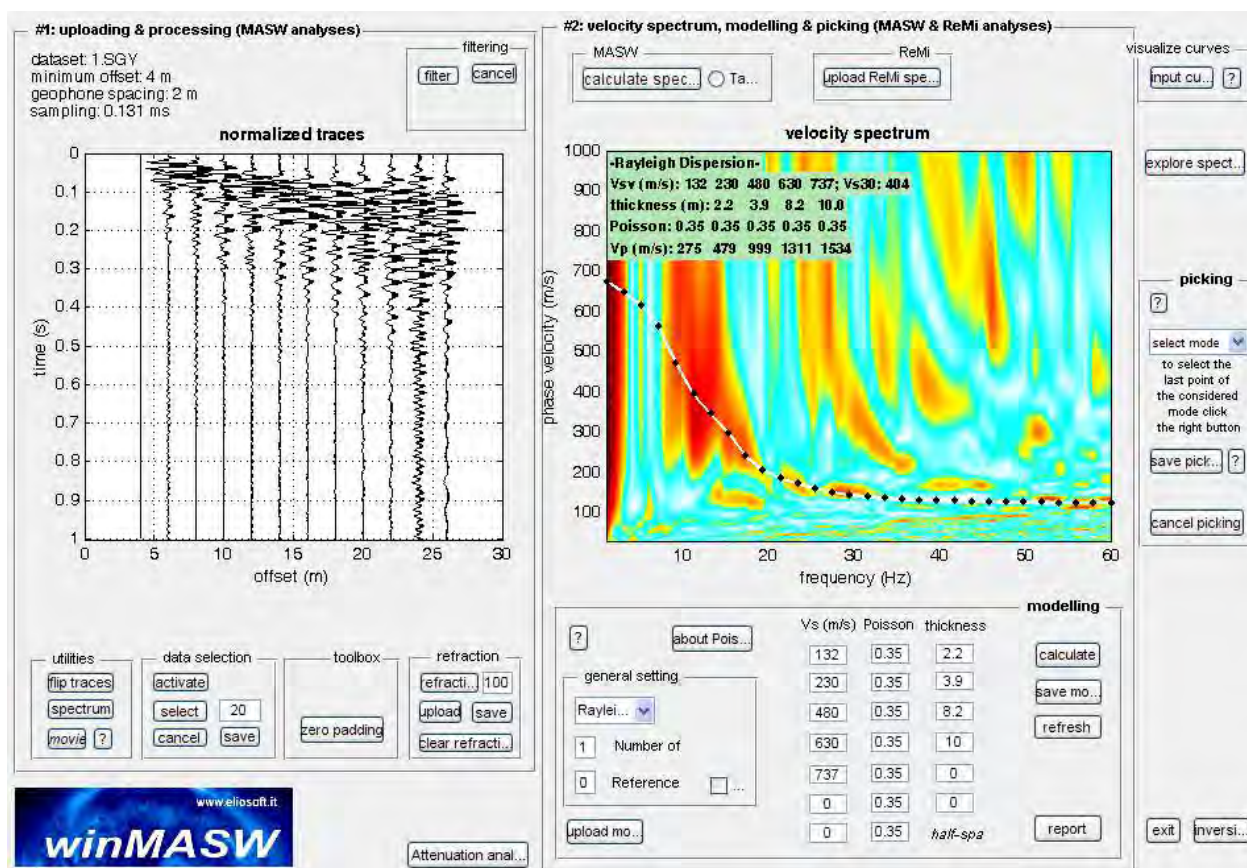 #1: uploading & processing (MASW analyses)
dataset: 1.SGY
minimum offset: 4 m
geophone spacing: 2 m
sampling: 0.131 ms
filtering
filter cancel
normalized traces
0
0.1
0.2
0.3
0.4
0.5
0.6
0.7
0.8
0.9
1
time (s)
0 5 10 15 20 25 30
offset (m)
utilities
flip traces
spectrum
movie ?
data selection
activate
select 20
cancel save
toolbox
zero padding
refraction
refracti... 100
upload save
clear refracti...
www.eliosoft.it
winMASW
Attenuation anal...
#2: velocity spectrum, modelling & picking (MASW & ReMi analyses)
MASW
calculate spec... Ta...
ReMi
upload ReMi spe...
velocity spectrum
-Rayleigh Dispersion-
Vsv (m/s): 132 230 480 630 737; Vs30: 404
thickness (m): 2.2 3.9 8.2 10.0
Poisson: 0.35 0.35 0.35 0.35 0.35
Vp (m/s): 275 479 999 1311 1534
1000
900
800
700
600
500
400
300
200
100
phase velocity (m/s)
10 20 30 40 50 60
frequency (Hz)
modelling
? about Pois...
general setting
Raylei...
1 Number of
0 Reference ...
upload mo...
Vs (m/s) Poisson thickness
132 0.35 2.2
230 0.35 3.9
480 0.35 8.2
630 0.35 10
737 0.35 0
0 0.35 0
0 0.35 half-spa
calculate
save mo...
refresh
report
visualize curves
input cu... ?
explore spect...
picking
?
select mode
to select the
last point of
the considered
mode click
the right button
save pick... ?
cancel picking
exit inversi...